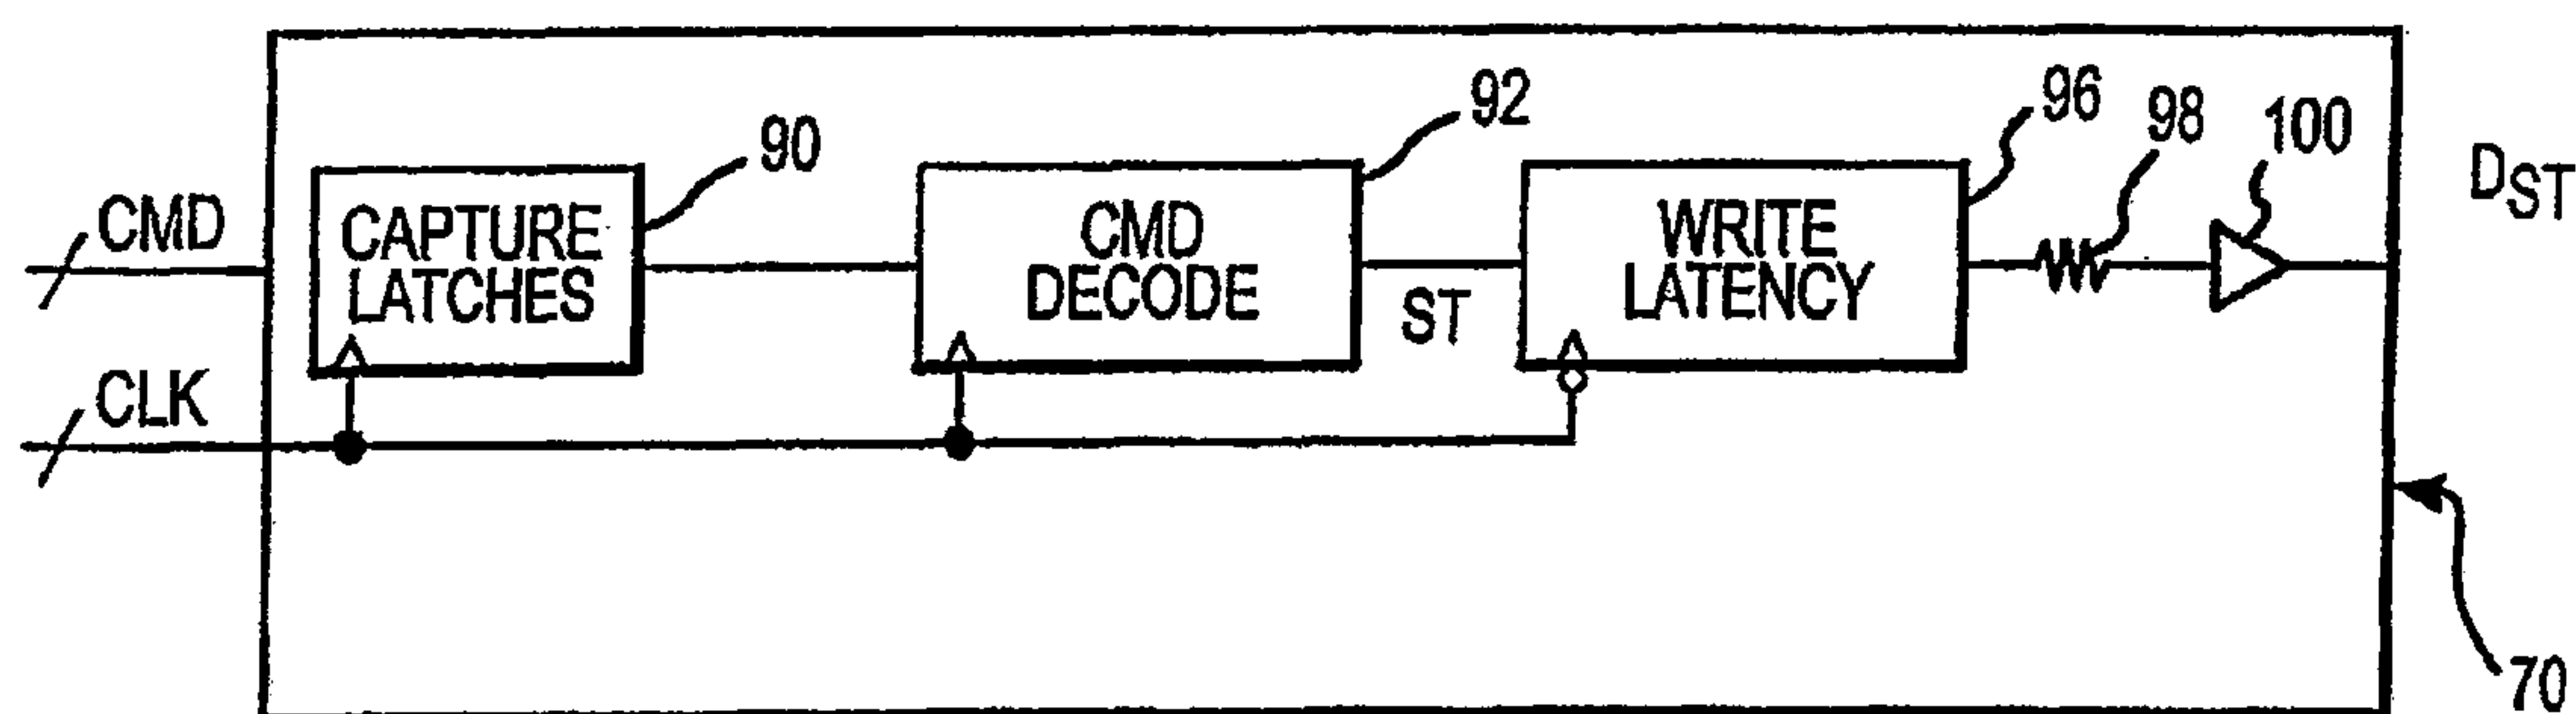 90
92
96
98
100
CMD
CAPTURE
LATCHES
CMD
DECODE
ST
WRITE
LATENCY
DST
CLK
70